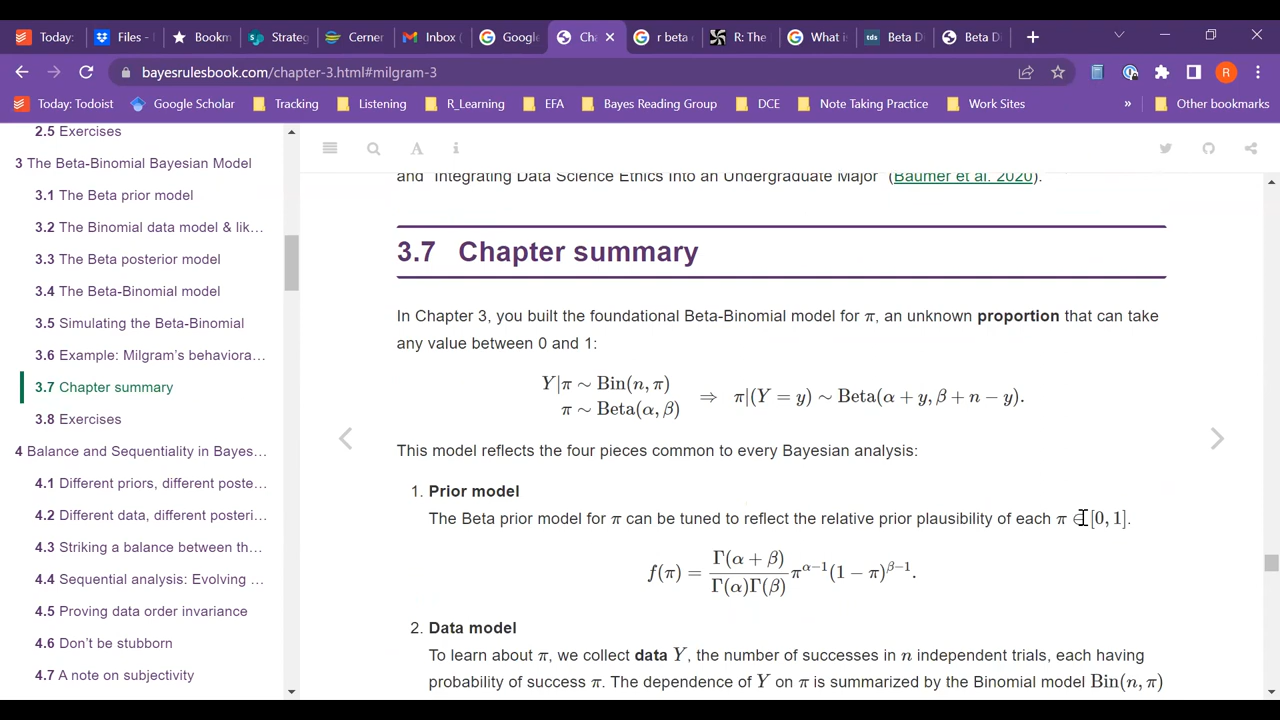 Today:
Files -
Bookm
Strateg
Cerner
Inbox (
Google
Cha
r beta
R: The
What is
Beta D
Beta Di
bayesrulesbook.com/chapter-3.html#milgram-3
R
Today: Todoist
Google Scholar
Tracking
Listening
R_Learning
EFA
Bayes Reading Group
DCE
Note Taking Practice
Work Sites
»
Other bookmarks
2.5 Exercises
3 The Beta-Binomial Bayesian Model
3.1 The Beta prior model
3.2 The Binomial data model & lik…
3.3 The Beta posterior model
3.4 The Beta-Binomial model
3.5 Simulating the Beta-Binomial
3.6 Example: Milgram's behaviora…
3.7 Chapter summary
3.8 Exercises
4 Balance and Sequentiality in Bayes…
4.1 Different priors, different poste…
4.2 Different data, different posteri…
4.3 Striking a balance between th…
4.4 Sequential analysis: Evolving …
4.5 Proving data order invariance
4.6 Don't be stubborn
4.7 A note on subjectivity
and "Integrating Data Science Ethics Into an Undergraduate Major" (Baumer et al. 2020).
3.7 Chapter summary
In Chapter 3, you built the foundational Beta-Binomial model for π, an unknown proportion that can take
any value between 0 and 1:
Y|π ∼ Bin(n, π)
π ∼ Beta(α, β)
⇒ π|(Y = y) ∼ Beta(α + y, β + n − y).
This model reflects the four pieces common to every Bayesian analysis:
1. Prior model
The Beta prior model for π can be tuned to reflect the relative prior plausibility of each π ∈ [0, 1].
f(π) = Γ(α + β) / Γ(α)Γ(β) π^{α−1}(1 − π)^{β−1}.
2. Data model
To learn about π, we collect data Y, the number of successes in n independent trials, each having
probability of success π. The dependence of Y on π is summarized by the Binomial model Bin(n, π)